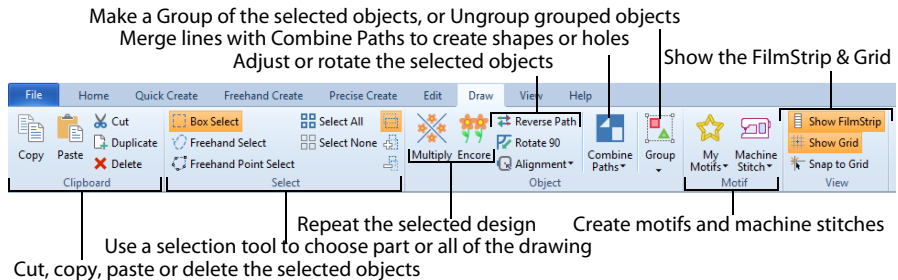 Make a Group of the selected objects, or Ungroup grouped objects
Merge lines with Combine Paths to create shapes or holes
Adjust or rotate the selected objects
Show the FilmStrip & Grid
File Home Quick Create Freehand Create Precise Create Edit Draw View Help
Copy
Paste
Cut
Duplicate
Delete
Clipboard
Box Select
Freehand Select
Freehand Point Select
Select All
Select None
Select
Multiply
Encore
Reverse Path
Rotate 90
Alignment
Combine
Paths
Group
Object
My
Motifs
Machine
Stitch
Motif
Show FilmStrip
Show Grid
Snap to Grid
View
Repeat the selected design
Create motifs and machine stitches
Use a selection tool to choose part or all of the drawing
Cut, copy, paste or delete the selected objects